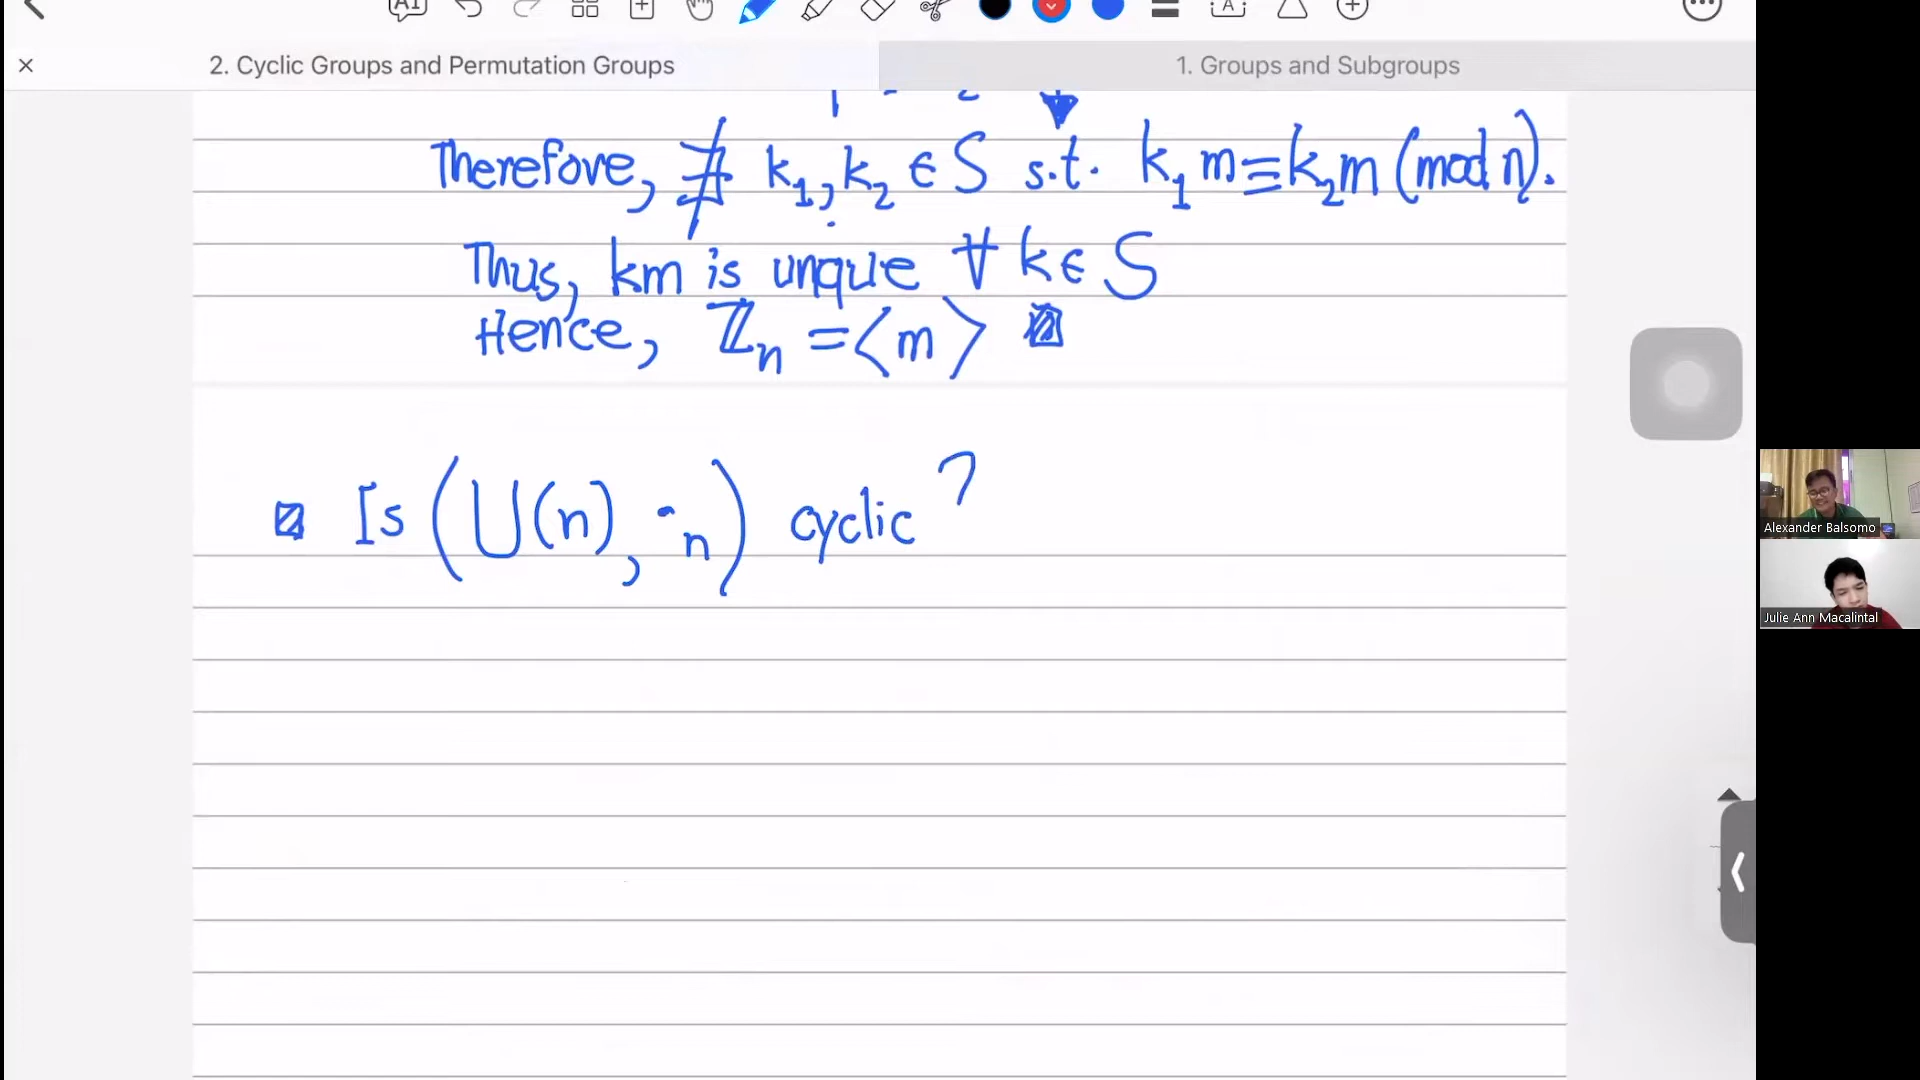 2. Cyclic Groups and Permutation Groups
1. Groups and Subgroups
Therefore, ∄ k₁, k₂ ∈ S s.t. k₁m ≡ k₂m (mod n).
Thus, km is unque ∀ k ∈ S
Hence, ℤₙ = ⟨m⟩
Is (U(n), ·ₙ) cyclic?
Alexander Balsomo
Julie Ann Macalintal